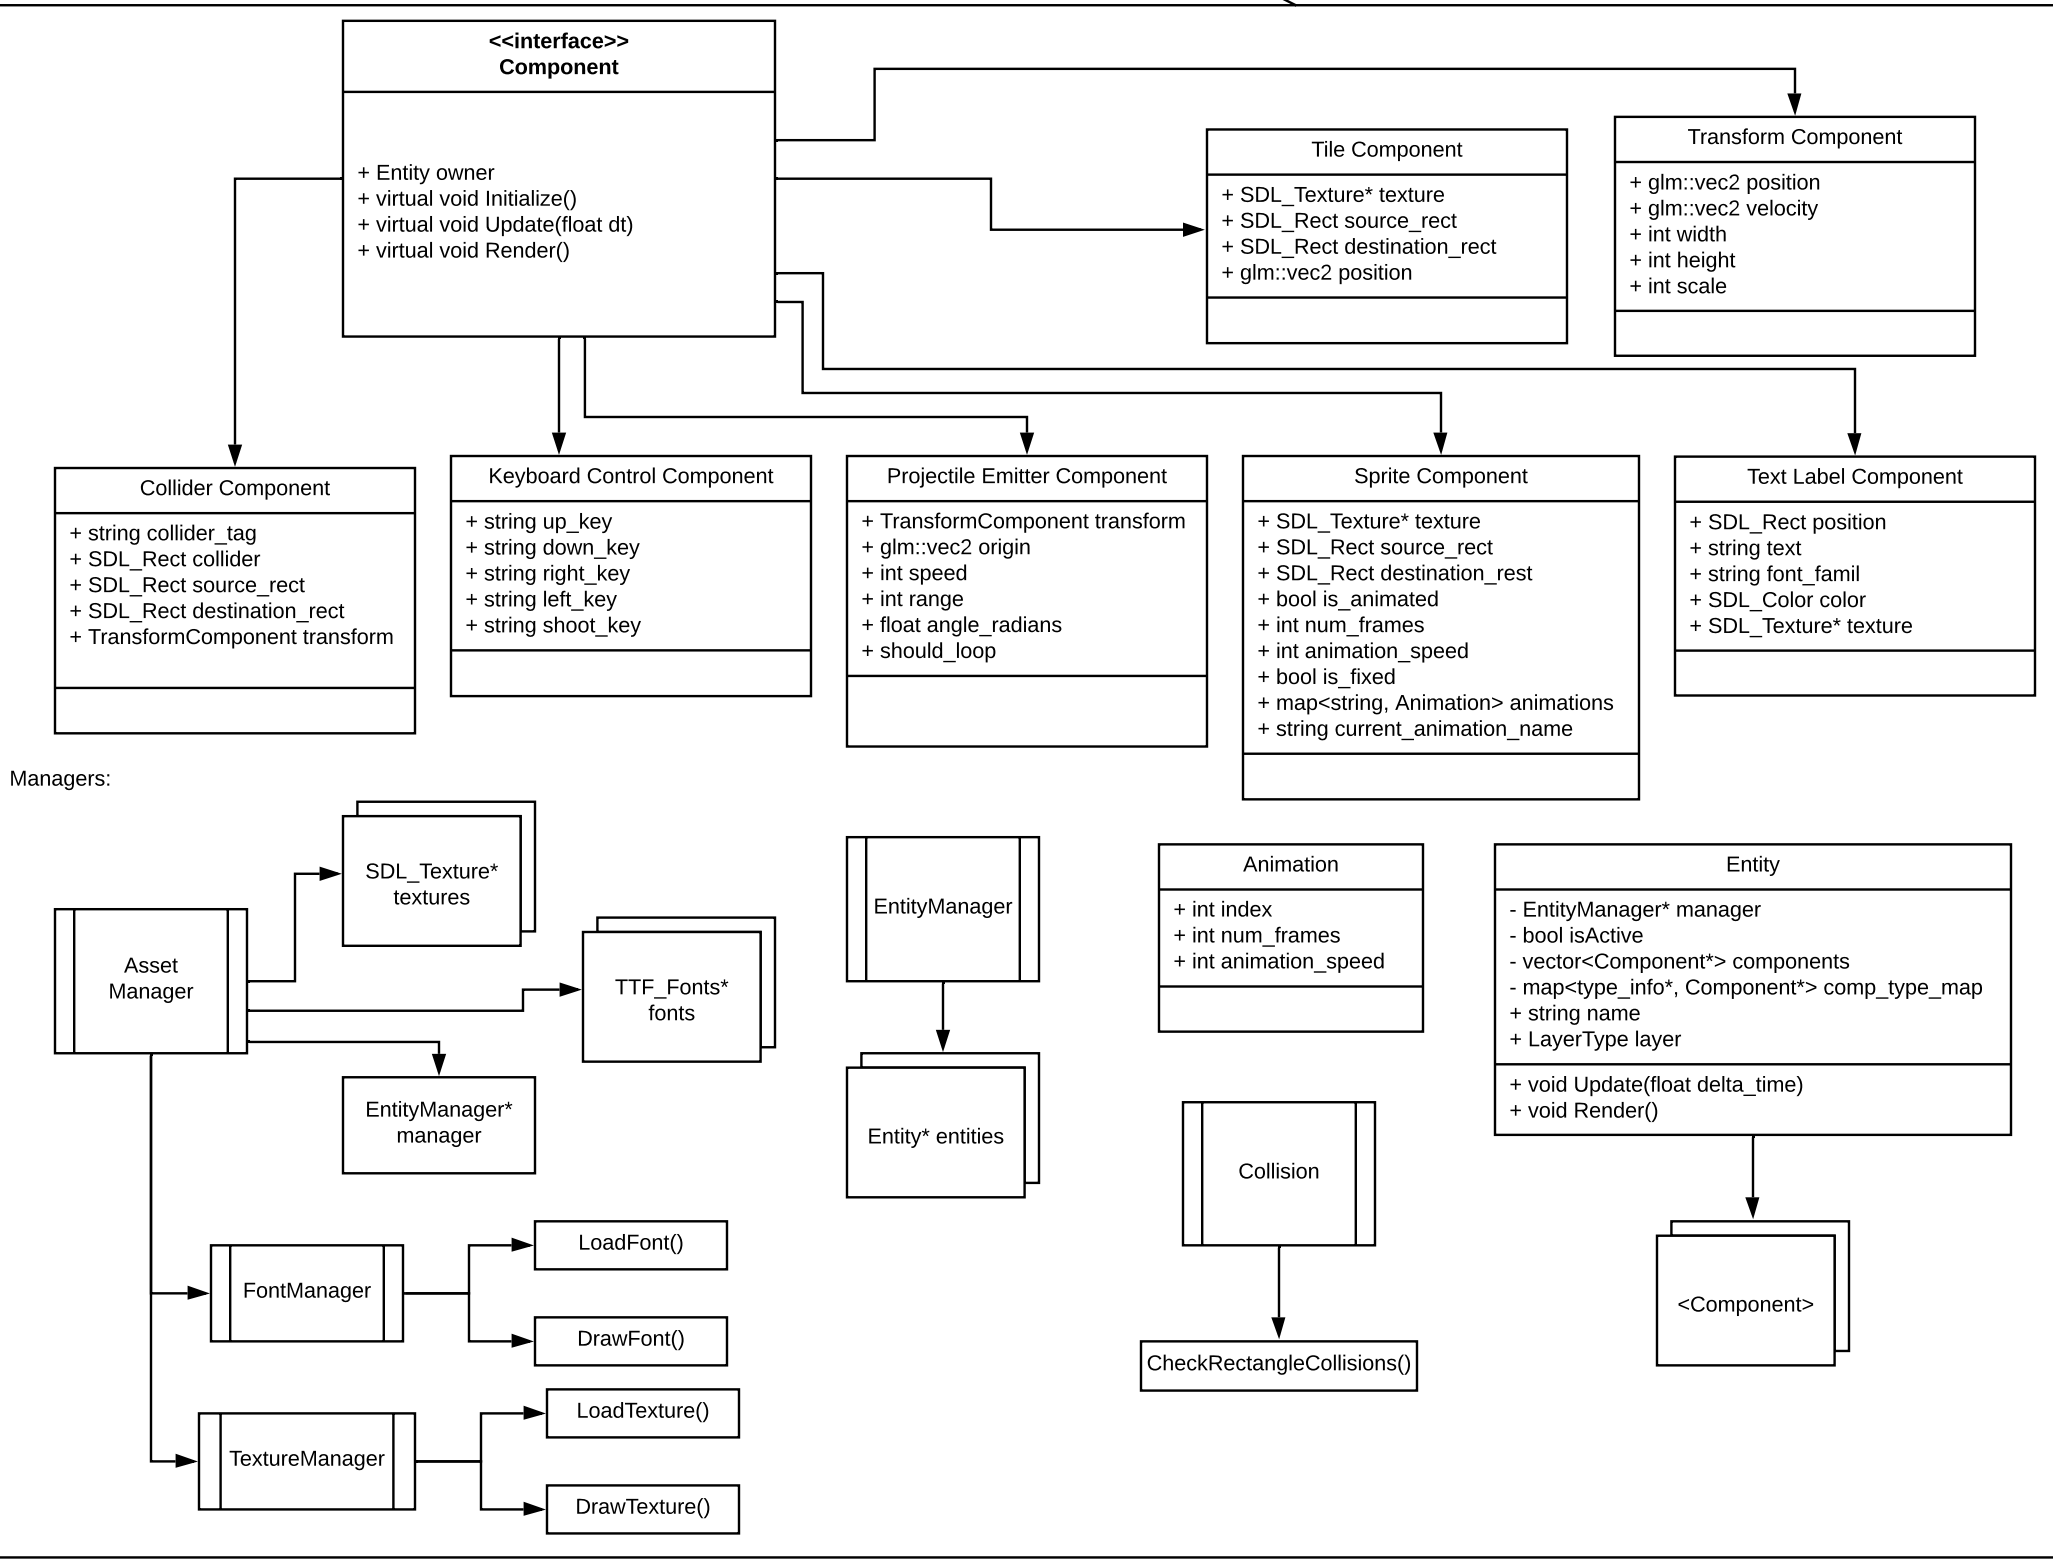 <<interface>>
Component
+ Entity owner
+ virtual void Initialize()
+ virtual void Update(float dt)
+ virtual void Render()
Tile Component
+ SDL_Texture* texture
+ SDL_Rect source_rect
+ SDL_Rect destination_rect
+ glm::vec2 position
Transform Component
+ glm::vec2 position
+ glm::vec2 velocity
+ int width
+ int height
+ int scale
Collider Component
+ string collider_tag
+ SDL_Rect collider
+ SDL_Rect source_rect
+ SDL_Rect destination_rect
+ TransformComponent transform
Keyboard Control Component
+ string up_key
+ string down_key
+ string right_key
+ string left_key
+ string shoot_key
Projectile Emitter Component
+ TransformComponent transform
+ glm::vec2 origin
+ int speed
+ int range
+ float angle_radians
+ should_loop
Sprite Component
+ SDL_Texture* texture
+ SDL_Rect source_rect
+ SDL_Rect destination_rest
+ bool is_animated
+ int num_frames
+ int animation_speed
+ bool is_fixed
+ map<string, Animation> animations
+ string current_animation_name
Text Label Component
+ SDL_Rect position
+ string text
+ string font_famil
+ SDL_Color color
+ SDL_Texture* texture
Managers:
Asset
Manager
SDL_Texture*
textures
TTF_Fonts*
fonts
EntityManager*
manager
FontManager
LoadFont()
DrawFont()
TextureManager
LoadTexture()
DrawTexture()
EntityManager
Entity* entities
Animation
+ int index
+ int num_frames
+ int animation_speed
Collision
CheckRectangleCollisions()
Entity
- EntityManager* manager
- bool isActive
- vector<Component*> components
- map<type_info*, Component*> comp_type_map
+ string name
+ LayerType layer
+ void Update(float delta_time)
+ void Render()
<Component>